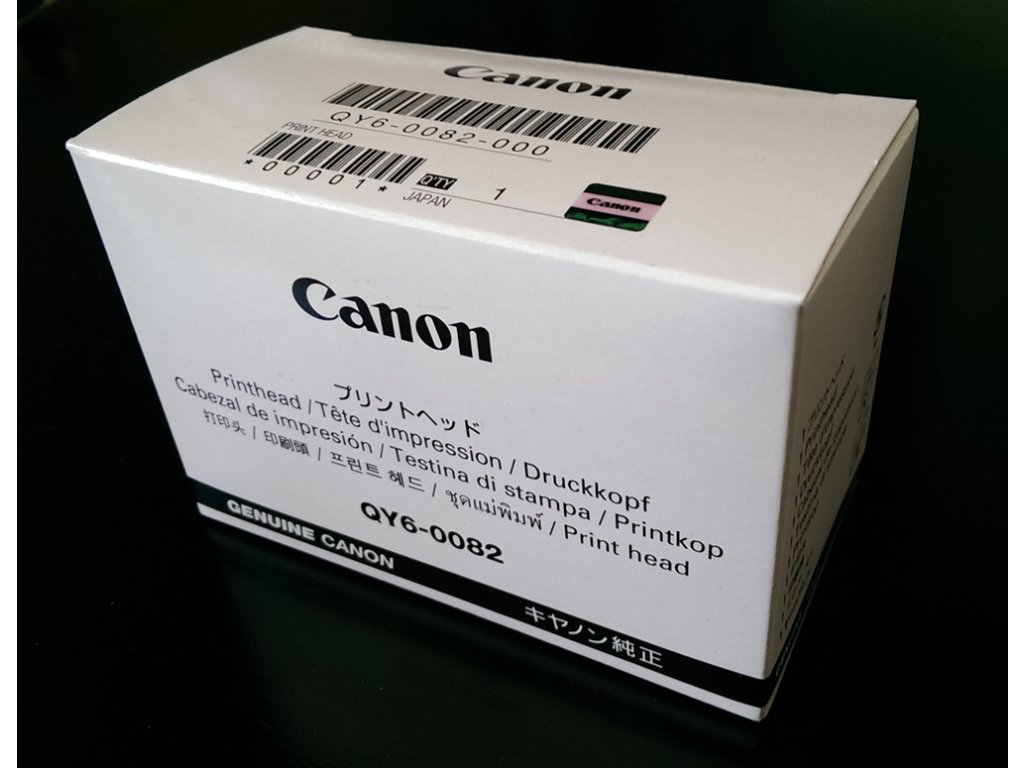 Canon
QY6-0082-000
PRINT HEAD
*00001* Q'TY 1
JAPAN
Canon
Canon
プリントヘッド
Printhead / Tête d'impression / Druckkopf
Cabezal de impresión / Testina di stampa / Printkop
打印头 / 印刷頭 / 프린트 헤드 / ชุดแม่พิมพ์ / Print head
QY6-0082
GENUINE CANON
キヤノン純正